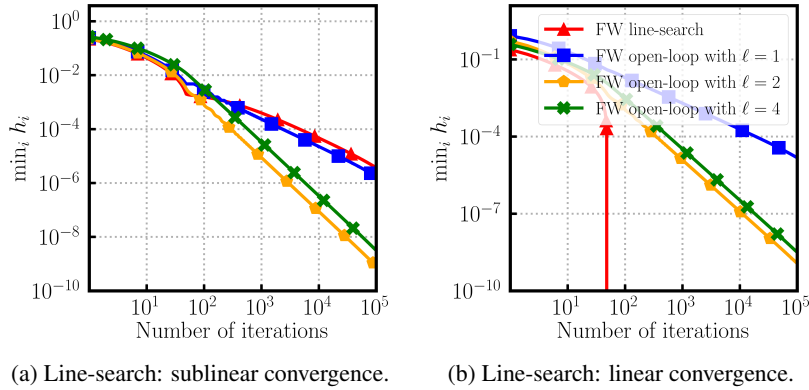 10^0
10^-2
10^-4
10^-6
10^-8
10^-10
min_i h_i
10^1 10^2 10^3 10^4 10^5
Number of iterations
(a) Line-search: sublinear convergence.
FW line-search
FW open-loop with ℓ = 1
FW open-loop with ℓ = 2
FW open-loop with ℓ = 4
10^-1
10^-4
10^-7
10^-10
min_i h_i
10^1 10^2 10^3 10^4 10^5
Number of iterations
(b) Line-search: linear convergence.